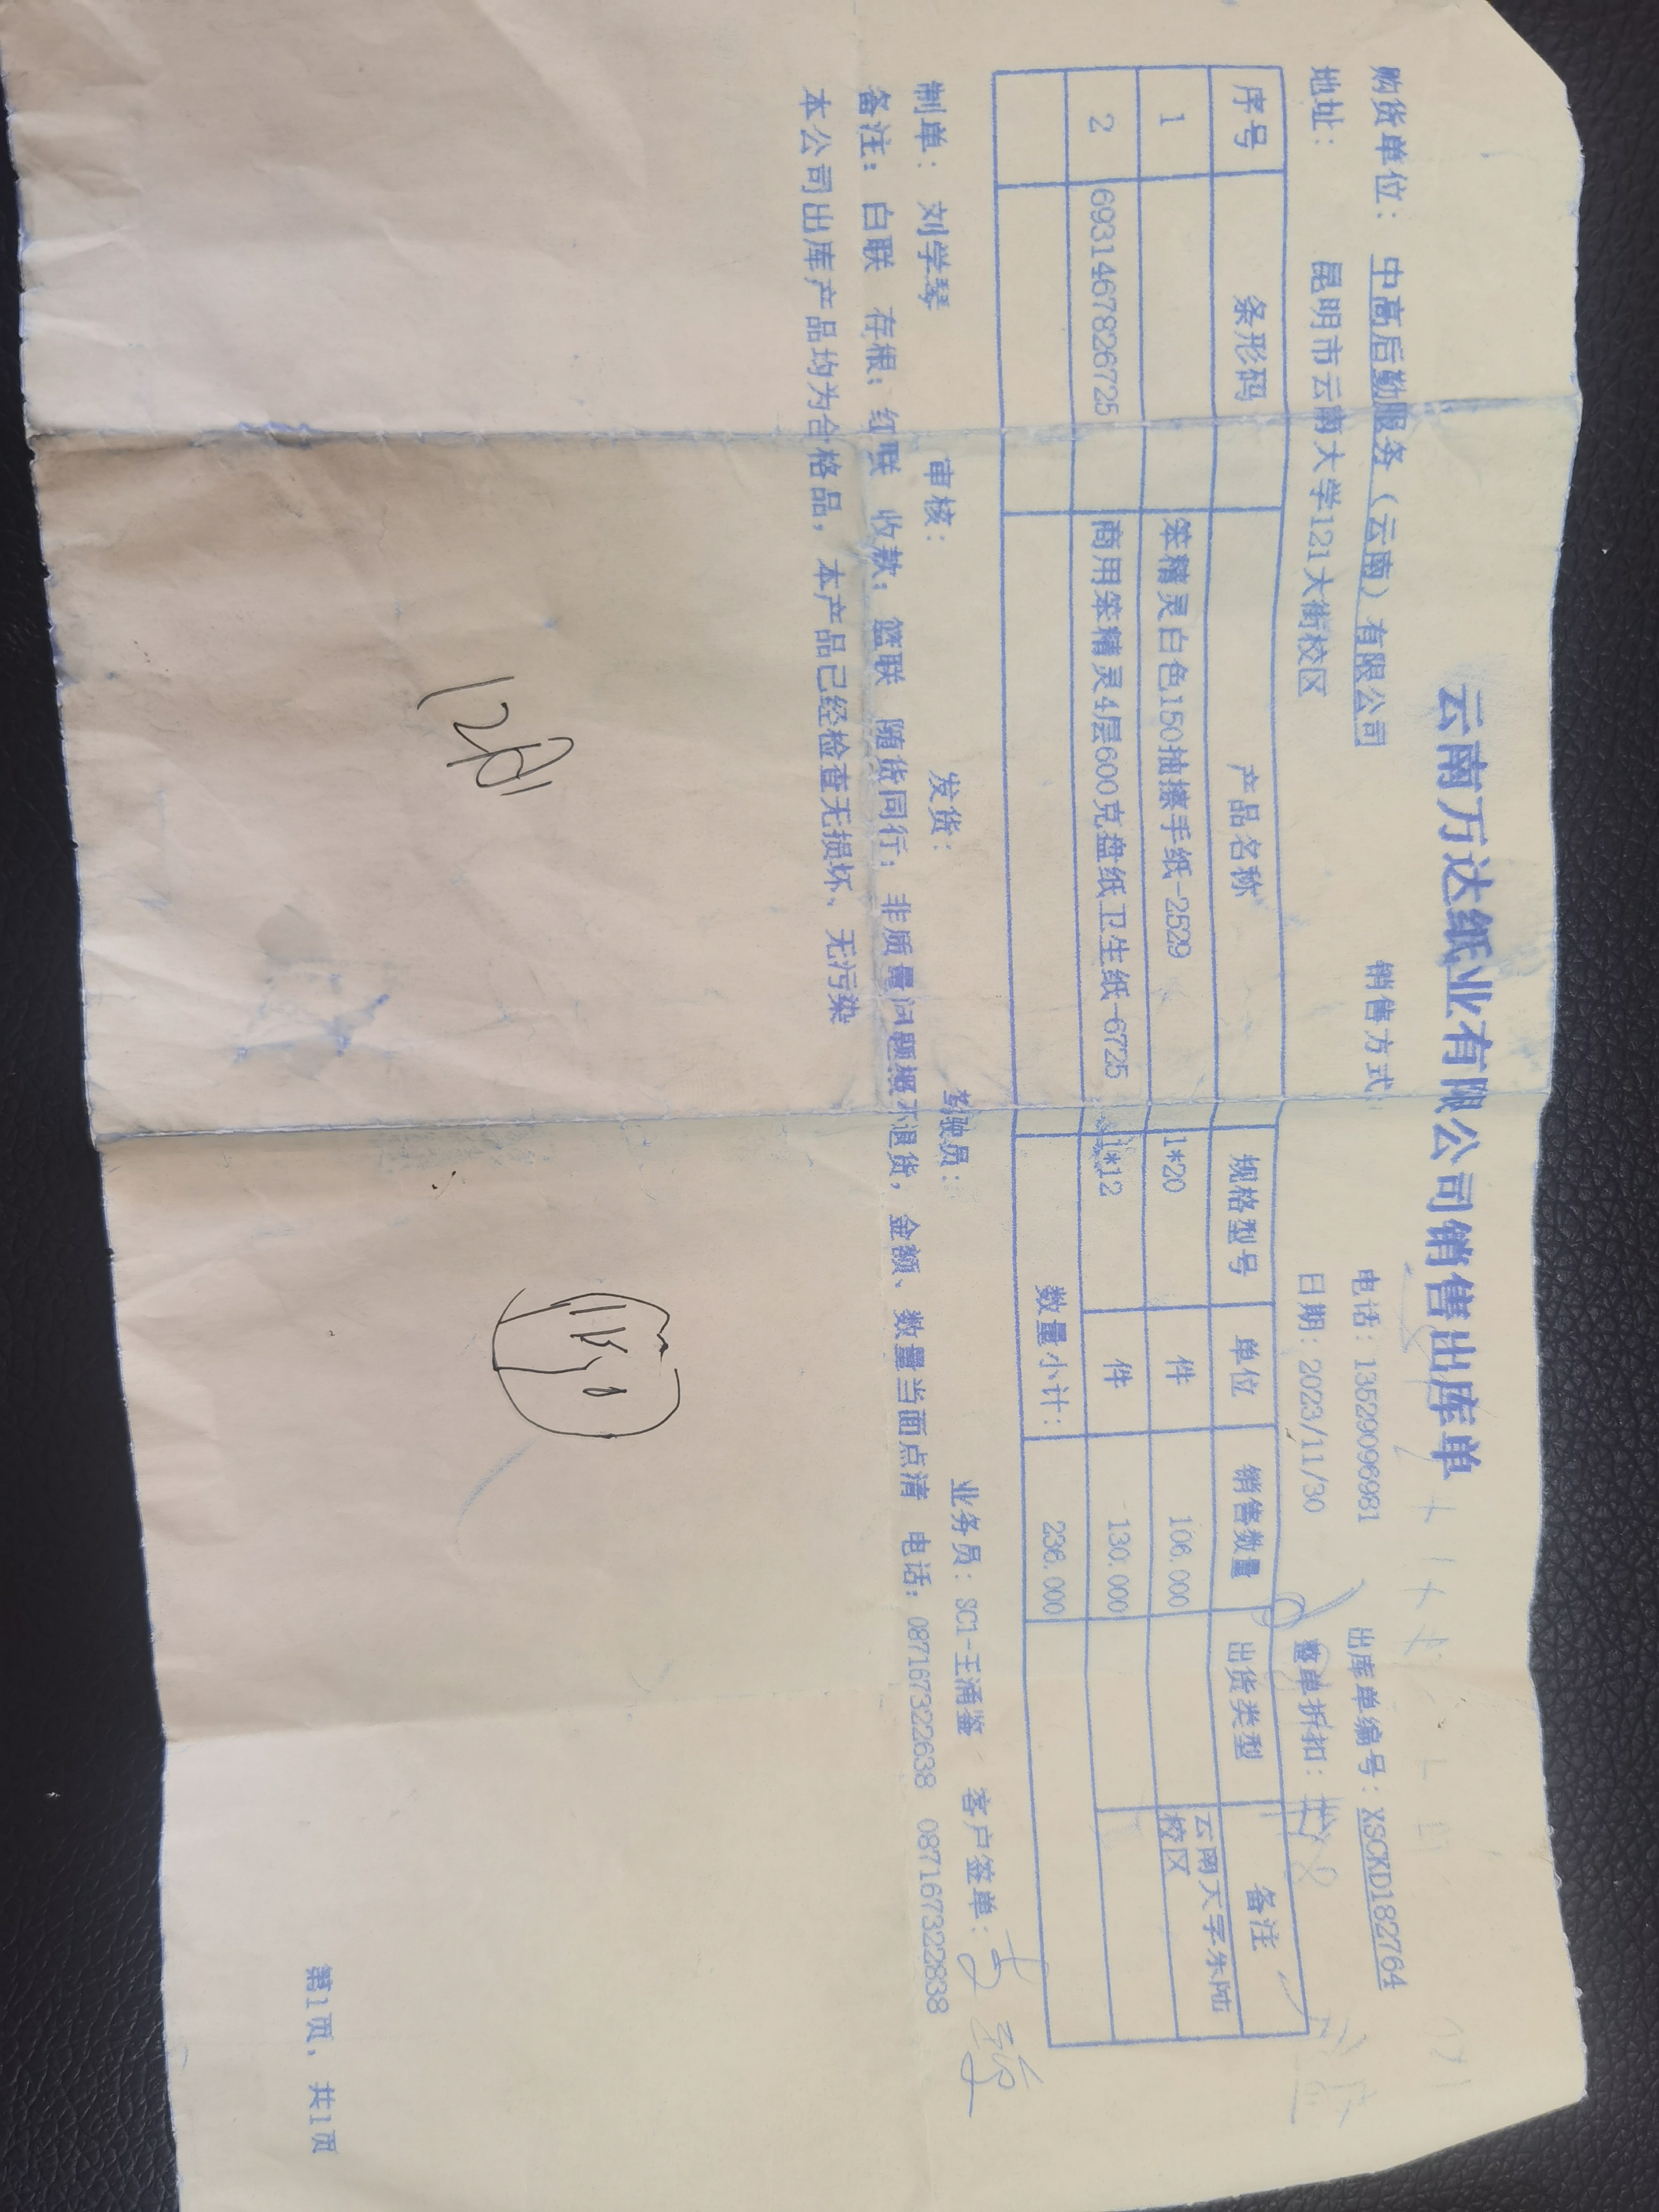 云南万达纸业有限公司销售出库单
购货单位: 中高后勤服务(云南)有限公司 销售方式: 电话: 13529096981 出库单编号: XSCKD182764
地址: 昆明市云南大学121大街校区 日期: 2023/11/30 整单折扣:
序号 条形码 产品名称 规格型号 单位 销售数量 出货类型 备注
1 笨精灵白色150抽擦手纸-2529 1*20 件 106.000 云南大学东陆校区
2 6931467826725 商用笨精灵4层600克盘纸卫生纸-6725 1*12 件 130.000
数量小计: 236.000
制单: 刘学琴 审核: 发货: 驾驶员: 业务员: SC1-王涌鉴 客户签单:
备注: 白联 存根; 红联 收款; 篮联 随货同行; 非质量问题概不退货, 金额、数量当面点清 电话: 087167322638 087167322838
本公司出库产品均为合格品, 本产品已经检查无损坏、无污染
第1页, 共1页